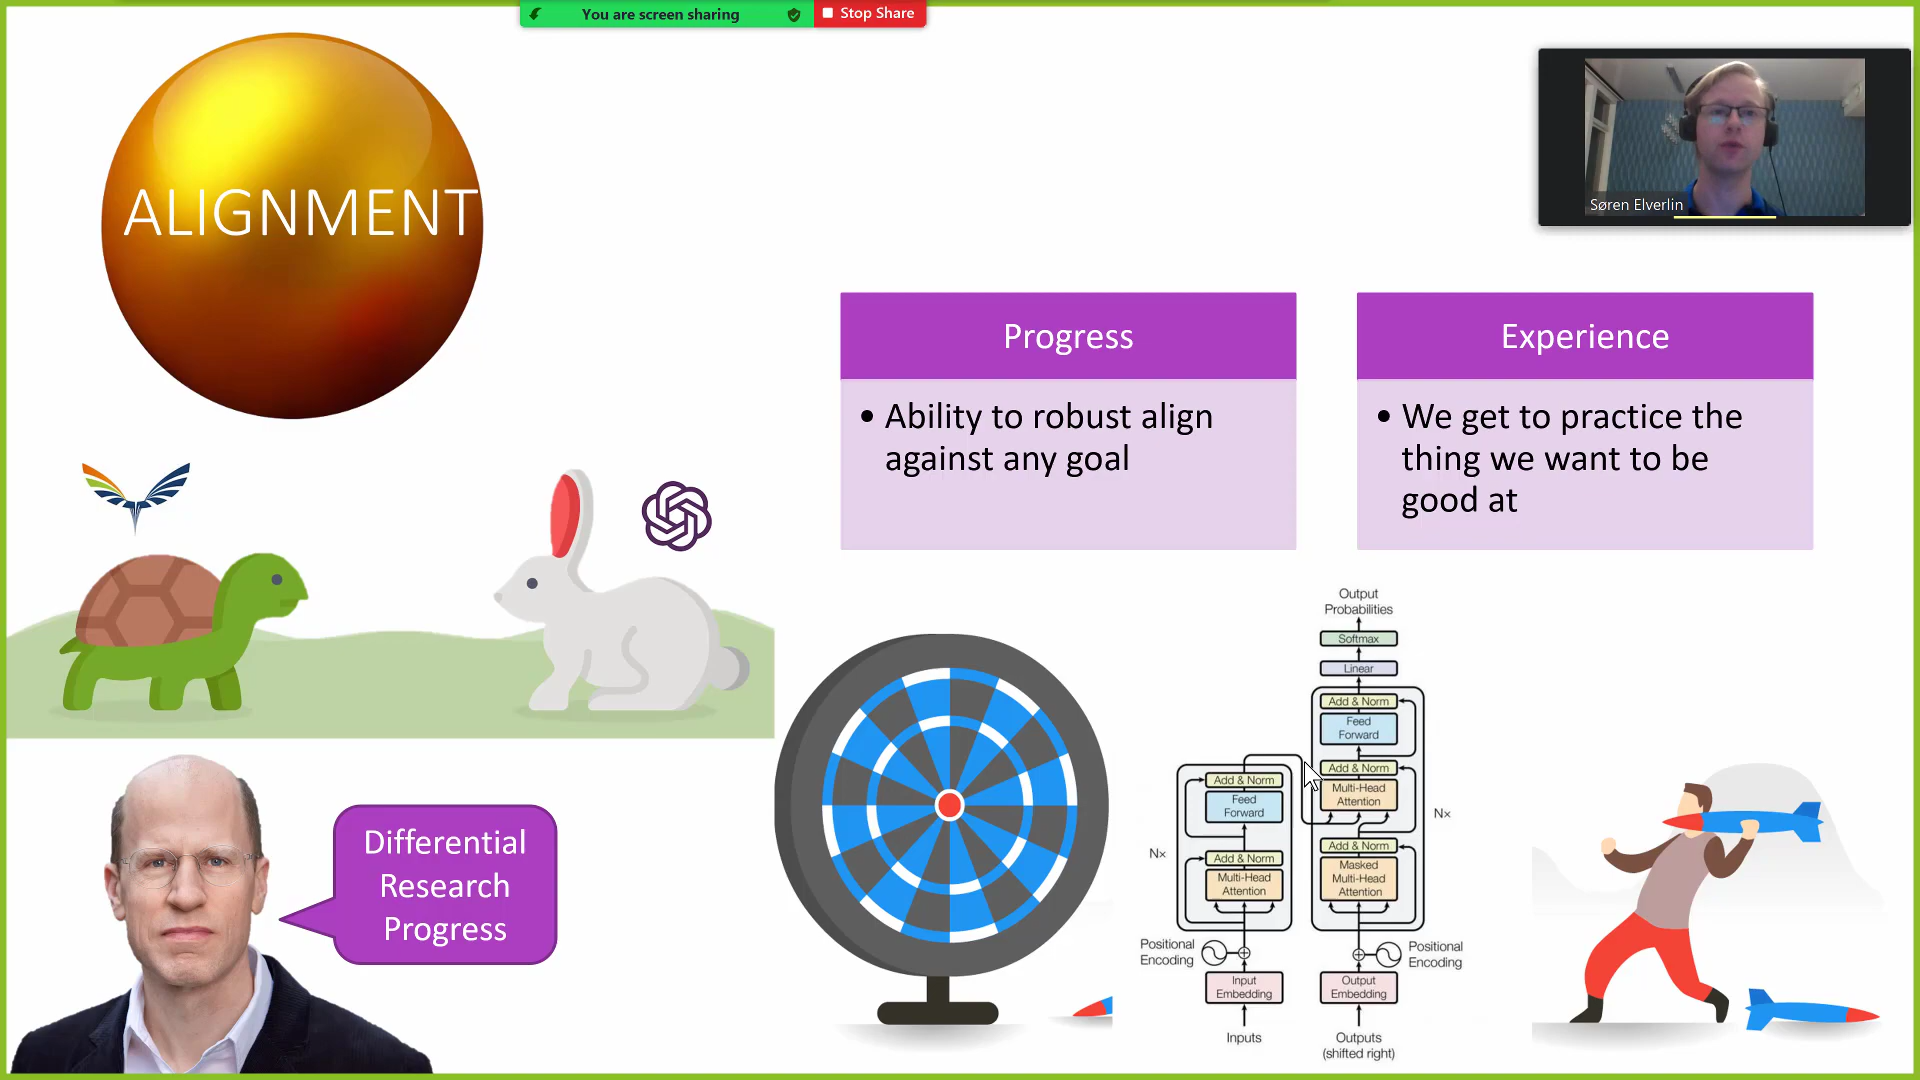 You are screen sharing
Stop Share
ALIGNMENT
Søren Elverlin
Progress
• Ability to robust align
against any goal
Experience
• We get to practice the
thing we want to be
good at
Differential
Research
Progress
Output
Probabilities
Softmax
Linear
Add & Norm
Feed
Forward
Add & Norm
Multi-Head
Attention
Add & Norm
Masked
Multi-Head
Attention
Nx
Positional
Encoding
Output
Embedding
Outputs
(shifted right)
Add & Norm
Feed
Forward
Add & Norm
Multi-Head
Attention
Nx
Positional
Encoding
Input
Embedding
Inputs